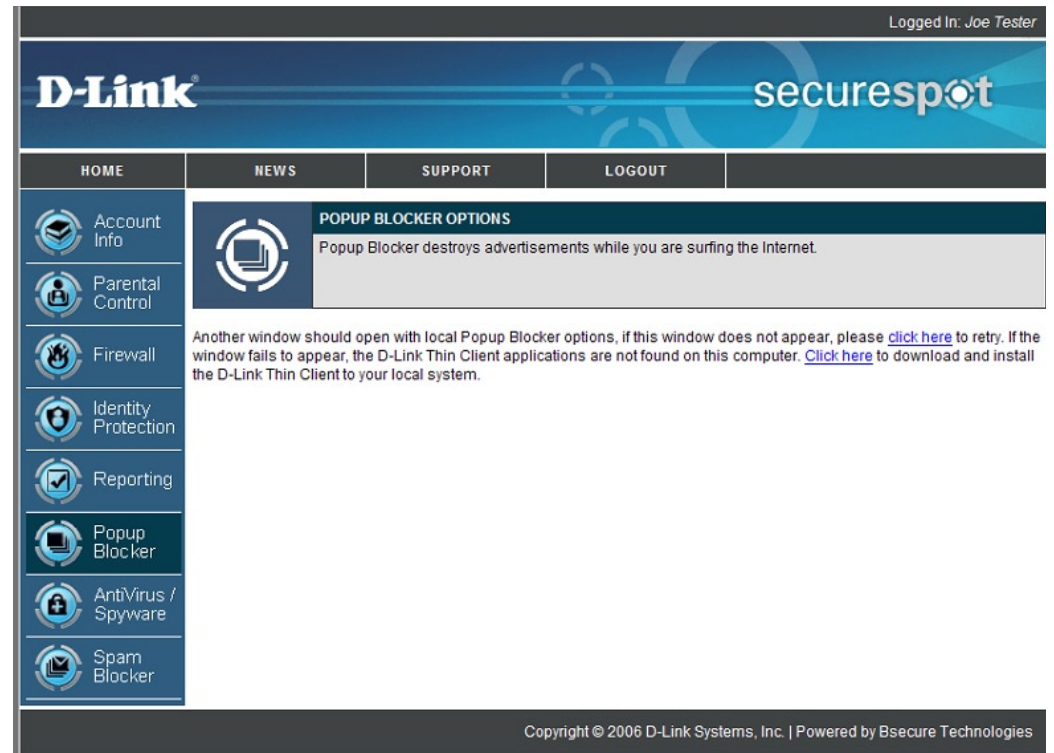 Logged In: Joe Tester
D-Link®
securespot
HOME
NEWS
SUPPORT
LOGOUT
Account
Info
Parental
Control
Firewall
Identity
Protection
Reporting
Popup
Blocker
AntiVirus /
Spyware
Spam
Blocker
POPUP BLOCKER OPTIONS
Popup Blocker destroys advertisements while you are surfing the Internet.
Another window should open with local Popup Blocker options, if this window does not appear, please click here to retry. If the
window fails to appear, the D-Link Thin Client applications are not found on this computer. Click here to download and install
the D-Link Thin Client to your local system.
Copyright © 2006 D-Link Systems, Inc. | Powered by Bsecure Technologies